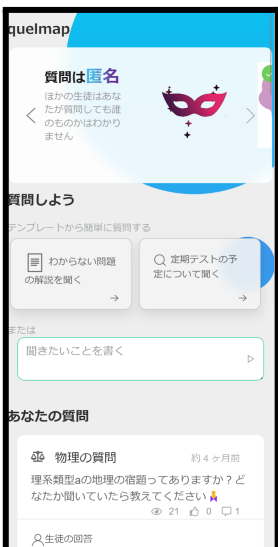 quelmap
質問は匿名
ほかの生徒はあな
たが質問しても誰
のものかはわかり
ません
質問しよう
テンプレートから簡単に質問する
わからない問題
の解説を聞く
定期テストの予
定について聞く
または
聞きたいことを書く
あなたの質問
物理の質問
約 4 ヶ月前
理系類型aの地理の宿題ってありますか？ど
なたか聞いていたら教えてください🙏
21 0 1
生徒の回答